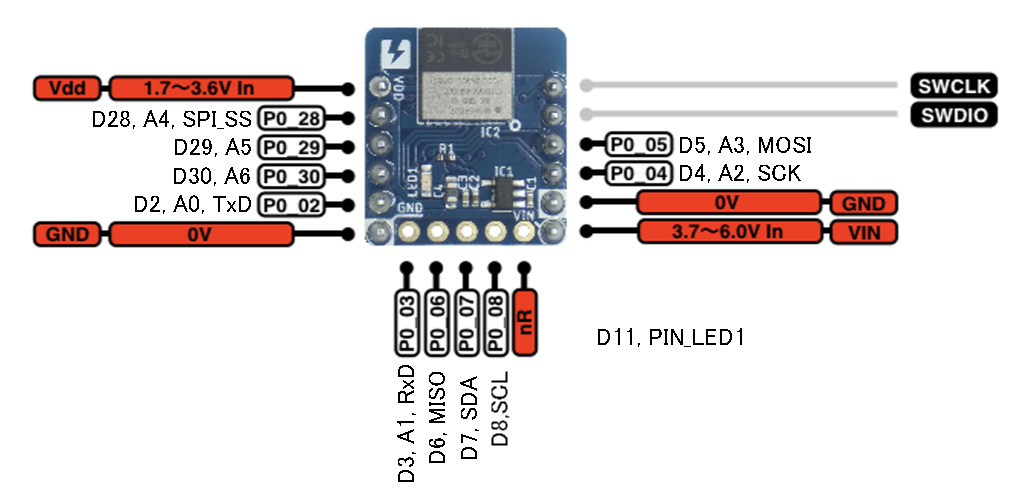 Vdd 1.7～3.6V In
D28, A4, SPI_SS P0_28
D29, A5 P0_29
D30, A6 P0_30
D2, A0, TxD P0_02
GND 0V
VDD
IC2
R1
LED1
IC1
C4
C3
C2
C1
GND
VIN
SWCLK
SWDIO
P0_05 D5, A3, MOSI
P0_04 D4, A2, SCK
0V GND
3.7～6.0V In VIN
P0_03
P0_06
P0_07
P0_08
nR
D3, A1, RxD
D6, MISO
D7, SDA
D8,SCL
D11, PIN_LED1